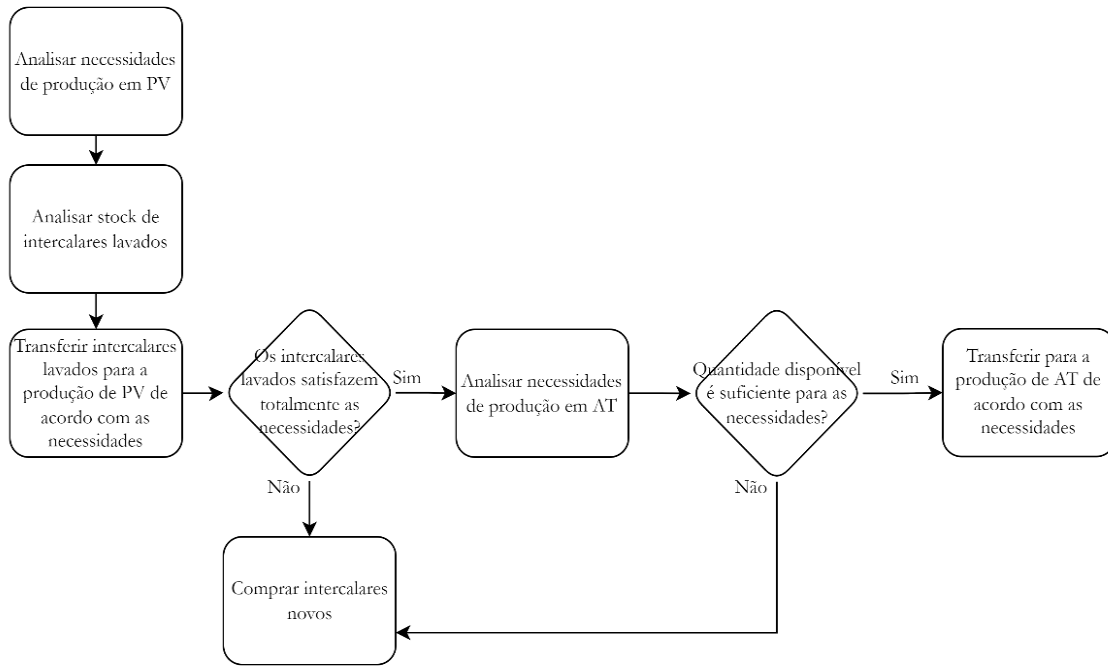 Analisar necessidades
de produção em PV
Analisar stock de
intercalares lavados
Transferir intercalares
lavados para a
produção de PV de
acordo com as
necessidades
Os intercalares
lavados satisfazem
totalmente as
necessidades?
Sim
Não
Analisar necessidades
de produção em AT
Quantidade disponível
é suficiente para as
necessidades?
Sim
Não
Transferir para a
produção de AT de
acordo com as
necessidades
Comprar intercalares
novos